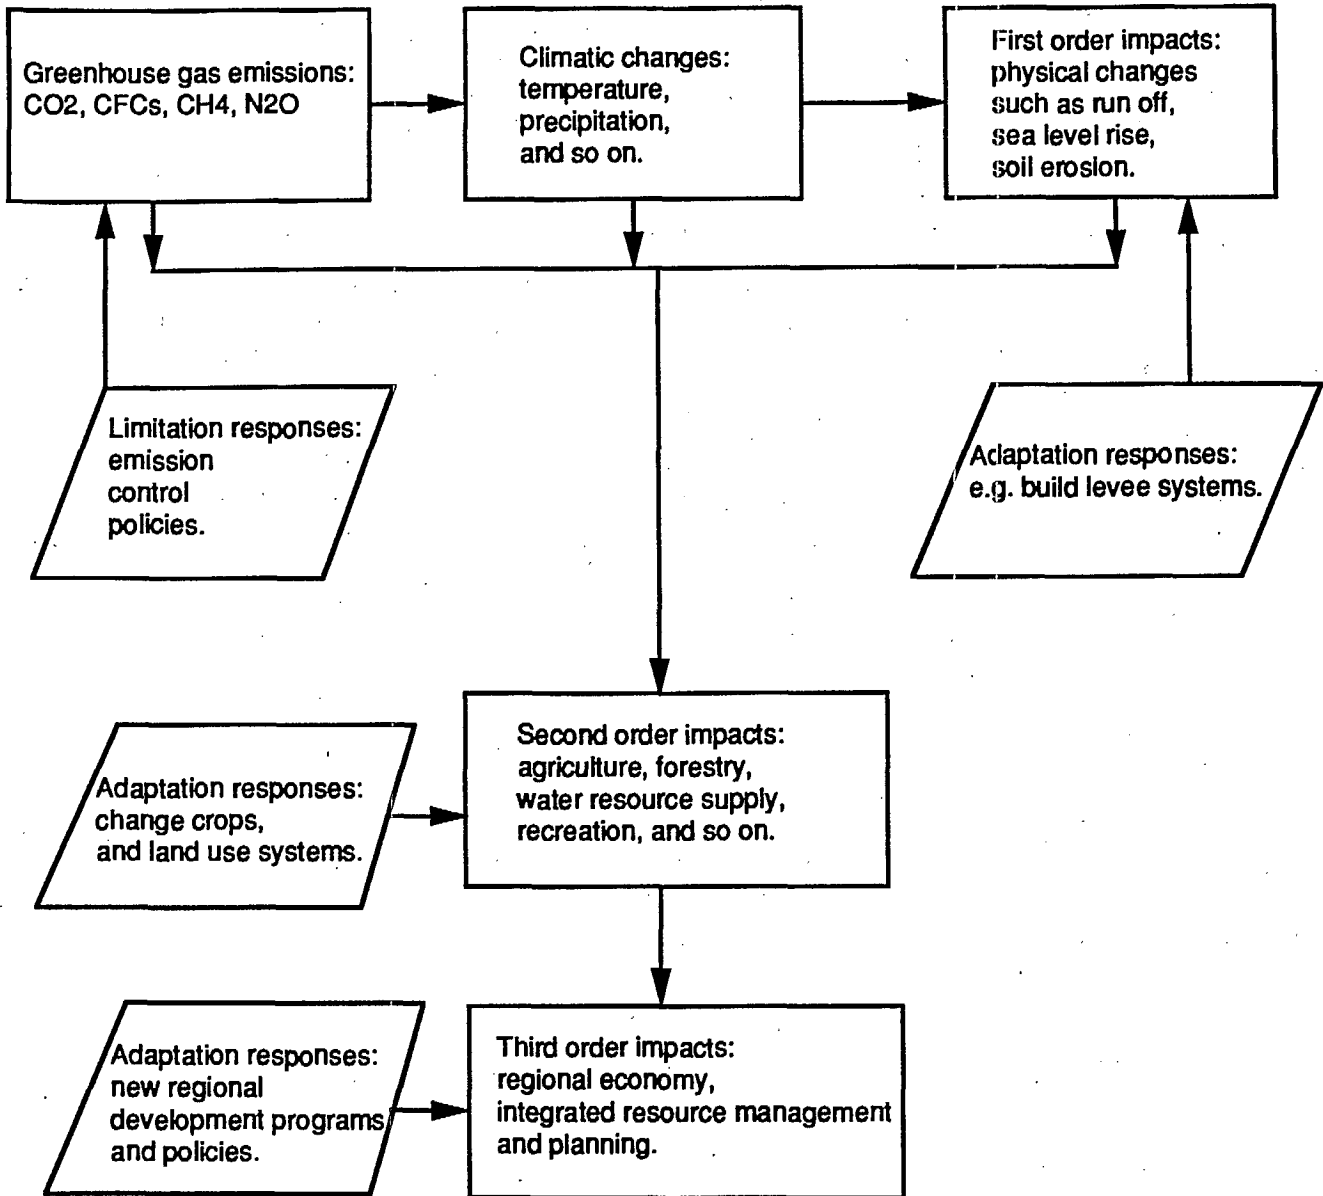 Greenhouse gas emissions:
CO2, CFCs, CH4, N2O
Climatic changes:
temperature,
precipitation,
and so on.
First order impacts:
physical changes
such as run off,
sea level rise,
soil erosion.
Limitation responses:
emission
control
policies.
Adaptation responses:
e.g. build levee systems.
Second order impacts:
agriculture, forestry,
water resource supply,
recreation, and so on.
Adaptation responses:
change crops,
and land use systems.
Third order impacts:
regional economy,
integrated resource management
and planning.
Adaptation responses:
new regional
development programs
and policies.